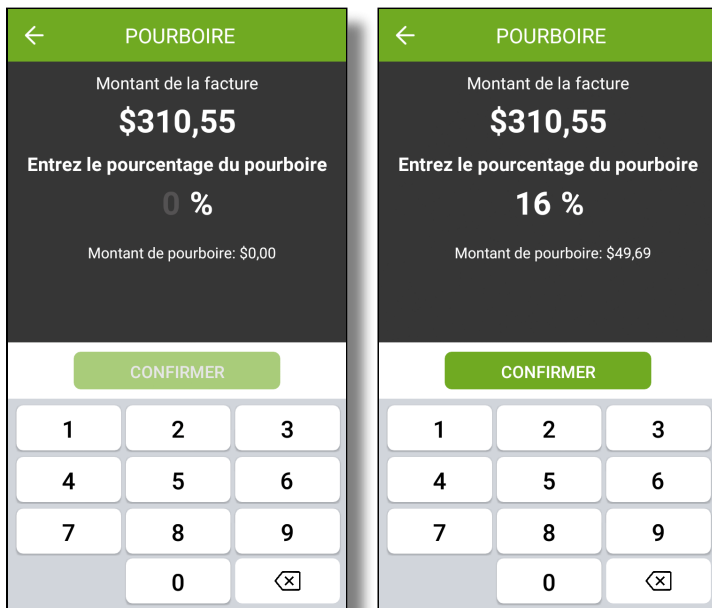 POURBOIRE
Montant de la facture
$310,55
Entrez le pourcentage du pourboire
0 %
Montant de pourboire: $0,00
CONFIRMER
1 2 3
4 5 6
7 8 9
0
POURBOIRE
Montant de la facture
$310,55
Entrez le pourcentage du pourboire
16 %
Montant de pourboire: $49,69
CONFIRMER
1 2 3
4 5 6
7 8 9
0